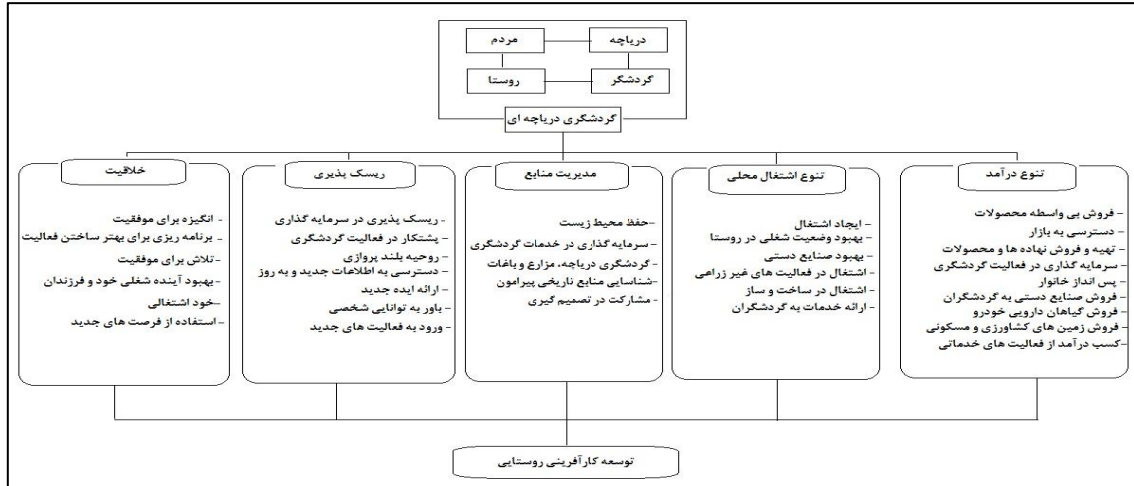 دریاچه
مردم
گردشگر
روستا
گردشگری دریاچه ای
تنوع درآمد
- فروش بی واسطه محصولات
- دسترسی به بازار
- تهیه و فروش نهاده ها و محصولات
- سرمایه گذاری در فعالیت گردشگری
- پس انداز خانوار
- فروش صنایع دستی به گردشگران
- فروش گیاهان دارویی خودرو
- فروش زمین های کشاورزی و مسکونی
-کسب درآمد از فعالیت های خدماتی
تنوع اشتغال محلی
- ایجاد اشتغال
- بهبود وضعیت شغلی در روستا
- بهبود صنایع دستی
- اشتغال در فعالیت های غیر زراعی
- اشتغال در ساخت و ساز
- ارائه خدمات به گردشگران
مدیریت منابع
-حفظ محیط زیست
-سرمایه گذاری در خدمات گردشگری
-گردشگری دریاچه، مزارع و باغات
-شناسایی منابع تاریخی پیرامون
-مشارکت در تصمیم گیری
ریسک پذیری
- ریسک پذیری در سرمایه گذاری
- پشتکار در فعالیت گردشگری
- روحیه بلند پروازی
- دسترسی به اطلاعات جدید و به روز
- ارائه ایده جدید
- باور به توانایی شخصی
- ورود به فعالیت های جدید
خلاقیت
- انگیزه برای موفقیت
- برنامه ریزی برای بهتر ساختن فعالیت
-تلاش برای موفقیت
- بهبود آینده شغلی خود و فرزندان
- خود اشتغالی
- استفاده از فرصت های جدید
توسعه کارآفرینی روستایی